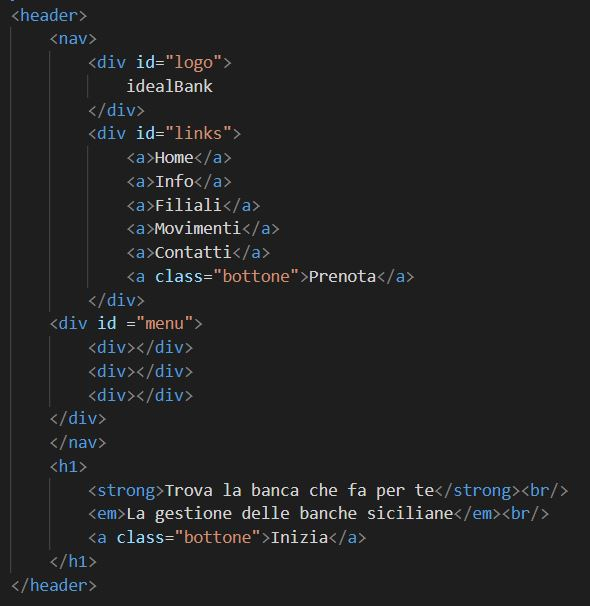 <header>
<nav>
<div id="logo">
idealBank
</div>
<div id="links">
<a>Home</a>
<a>Info</a>
<a>Filiali</a>
<a>Movimenti</a>
<a>Contatti</a>
<a class="bottone">Prenota</a>
</div>
<div id ="menu">
<div></div>
<div></div>
<div></div>
</div>
</nav>
<h1>
<strong>Trova la banca che fa per te</strong><br/>
<em>La gestione delle banche siciliane</em><br/>
<a class="bottone">Inizia</a>
</h1>
</header>